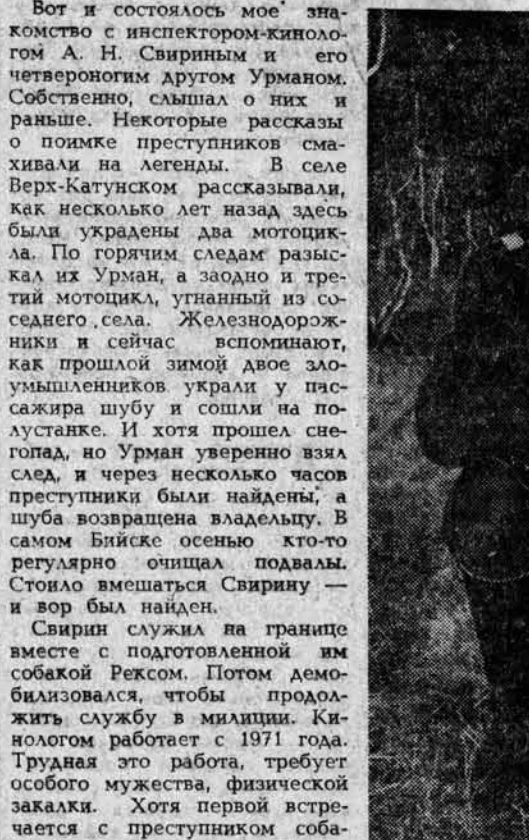 Вот и состоялось мое зна-
комство с инспектором-киноло-
гом А. Н. Свириным и его
четвероногим другом Урманом.
Собственно, слышал о них и
раньше. Некоторые рассказы
о поимке преступников сма-
хивали на легенды. В селе
Верх-Катунском рассказывали,
как несколько лет назад здесь
были украдены два мотоцик-
ла. По горячим следам разыс-
кал их Урман, а заодно и тре-
тий мотоцикл, угнанный из со-
седнего села. Железнодорож-
ники и сейчас вспоминают,
как прошлой зимой двое зло-
умышленников украли у пас-
сажира шубу и сошли на по-
лустанке. И хотя прошел сне-
гопад, но Урман уверенно взял
след, и через несколько часов
преступники были найдены, а
шуба возвращена владельцу. В
самом Бийске осенью кто-то
регулярно очищал подвалы.
Стоило вмешаться Свирину —
и вор был найден.
Свирин служил на границе
вместе с подготовленной им
собакой Рексом. Потом демо-
билизовался, чтобы продол-
жить службу в милиции. Ки-
нологом работает с 1971 года.
Трудная это работа, требует
особого мужества, физической
закалки. Хотя первой встре-
чается с преступником соба-